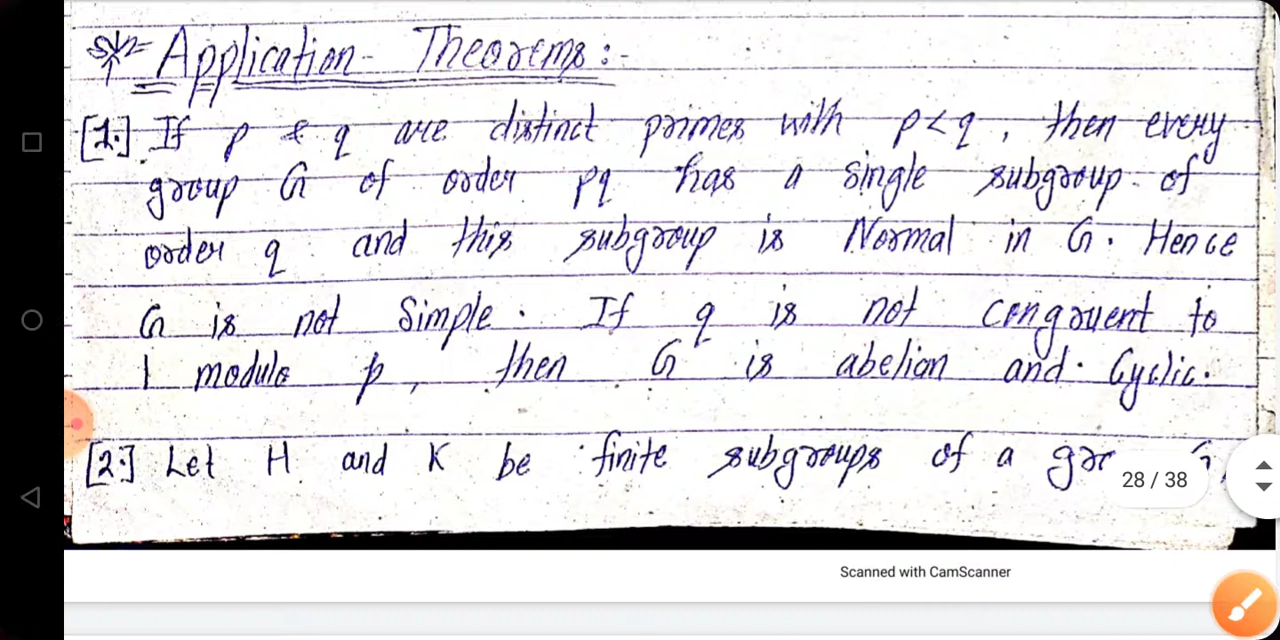 Application Theorems:-
[1.] If p & q are distinct primes with p<q, then every
group G of order pq has a single subgroup of
order q and this subgroup is Normal in G. Hence
G is not Simple. If q is not congruent to
1 modulo p, then G is abelian and Cyclic.
[2.] Let H and K be finite subgroups of a
28 / 38
Scanned with CamScanner